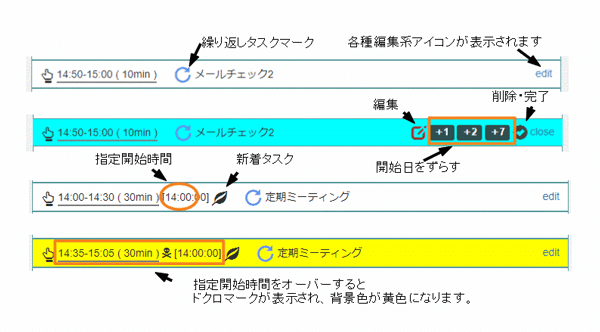 繰り返しタスクマーク
各種編集系アイコンが表示されます
14:50-15:00 ( 10min ) メールチェック2 edit
編集
削除・完了
14:50-15:00 ( 10min ) メールチェック2 +1 +2 +7 close
指定開始時間
新着タスク
開始日をずらす
14:00-14:30 ( 30min ) [14:00:00] 定期ミーティング edit
14:35-15:05 ( 30min ) [14:00:00] 定期ミーティング edit
指定開始時間をオーバーすると
ドクロマークが表示され、背景色が黄色になります。